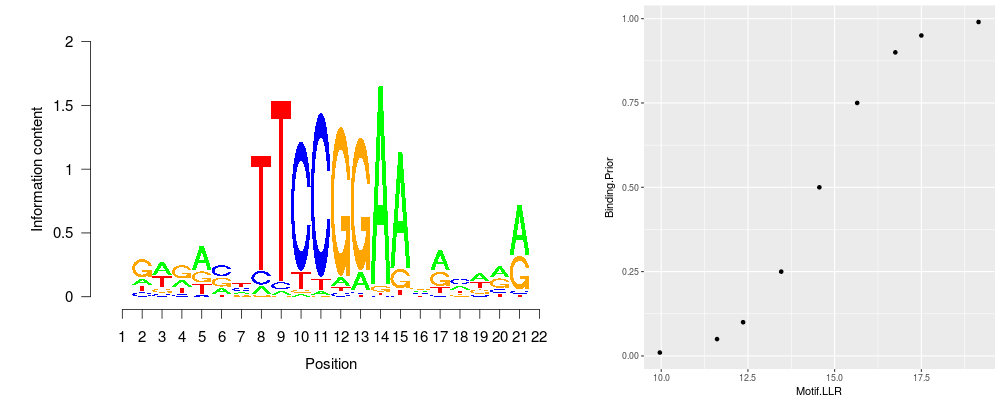 2
1.5
1
0.5
0
Information content
1 2 3 4 5 6 7 8 9 10 11 12 13 14 15 16 17 18 19 20 21 22
Position
G A G A C T T C C G G A A A A G
1.00
0.75
0.50
0.25
0.00
Binding.Prior
10.0 12.5 15.0 17.5
Motif.LLR